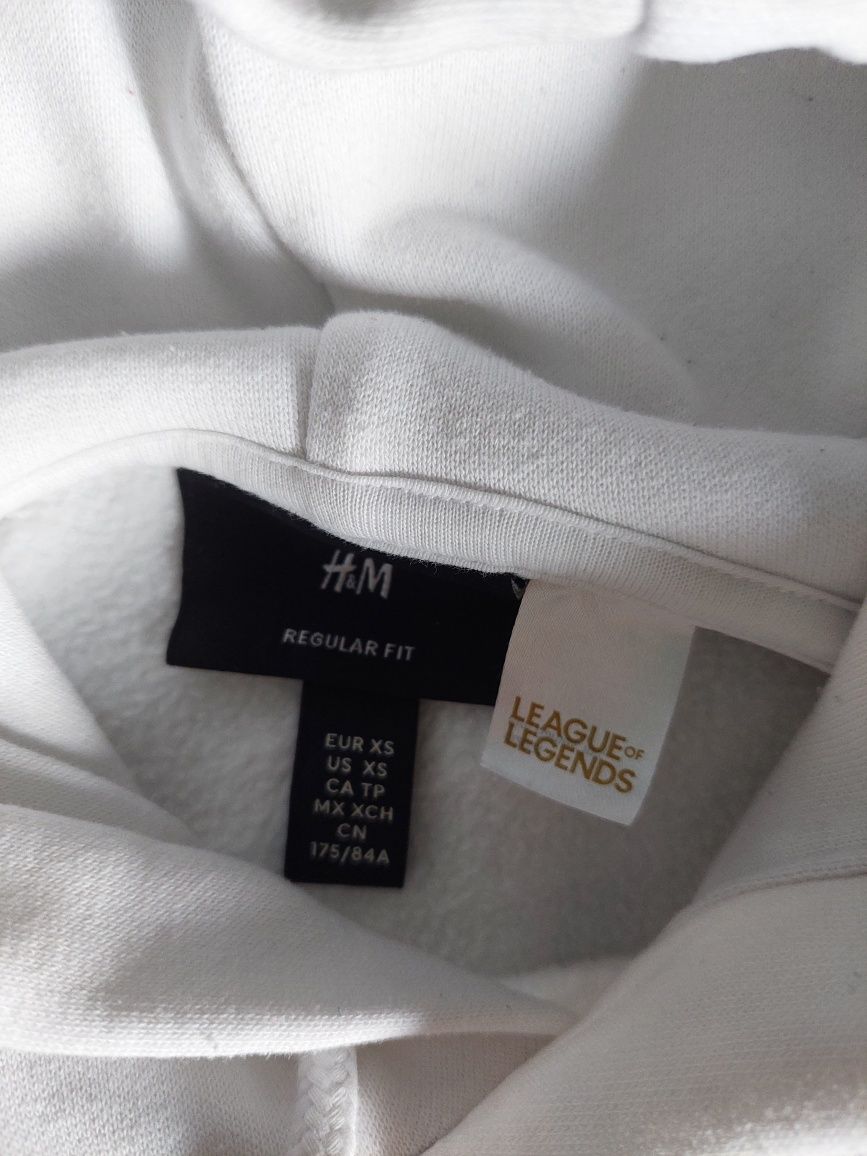 H&M
REGULAR FIT
EUR XS
US XS
CA TP
MX XCH
CN
175/84A
LEAGUE OF
LEGENDS